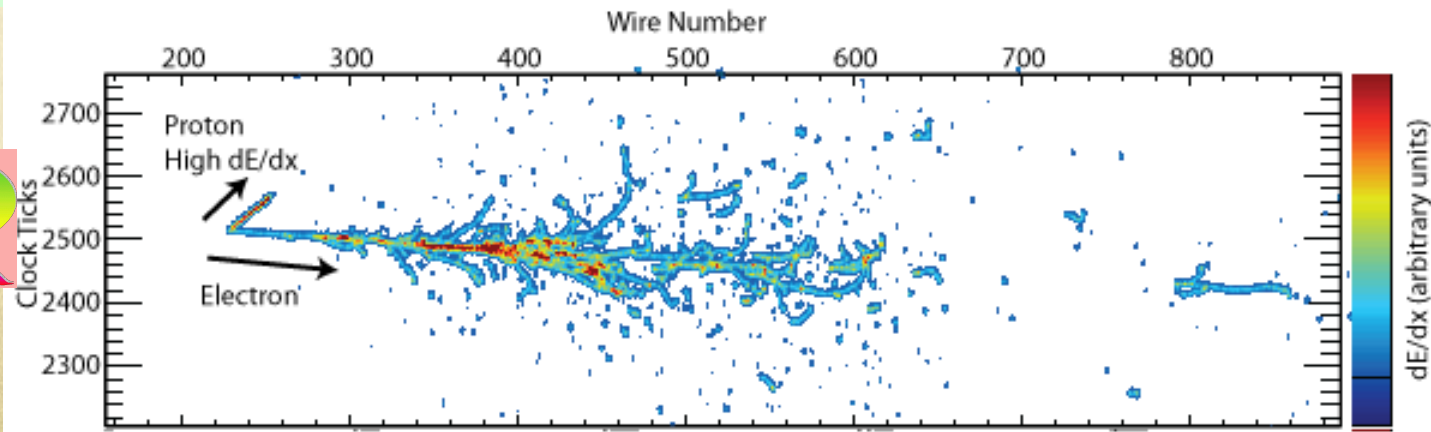 Wire Number
200 300 400 500 600 700 800
2700
2600
2500
2400
2300
Clock Ticks
Proton
High dE/dx
Electron
dE/dx (arbitrary units)